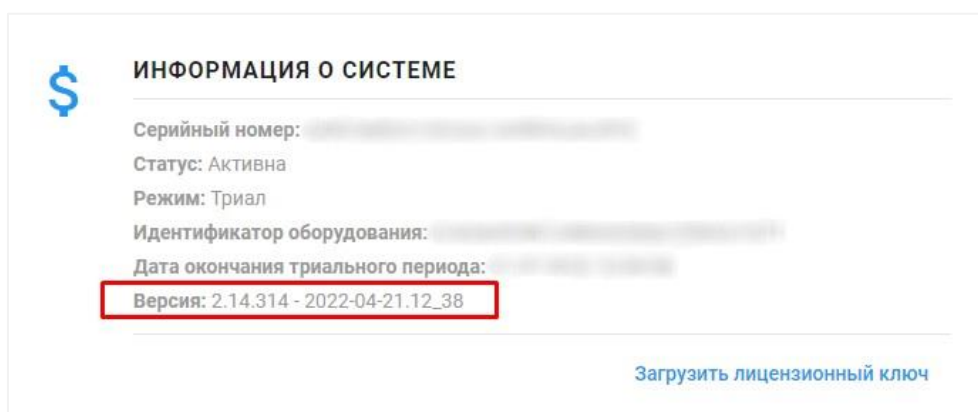 ИНФОРМАЦИЯ О СИСТЕМЕ
Серийный номер:
Статус: Активна
Режим: Триал
Идентификатор оборудования:
Дата окончания триального периода:
Версия: 2.14.314 - 2022-04-21.12_38
Загрузить лицензионный ключ